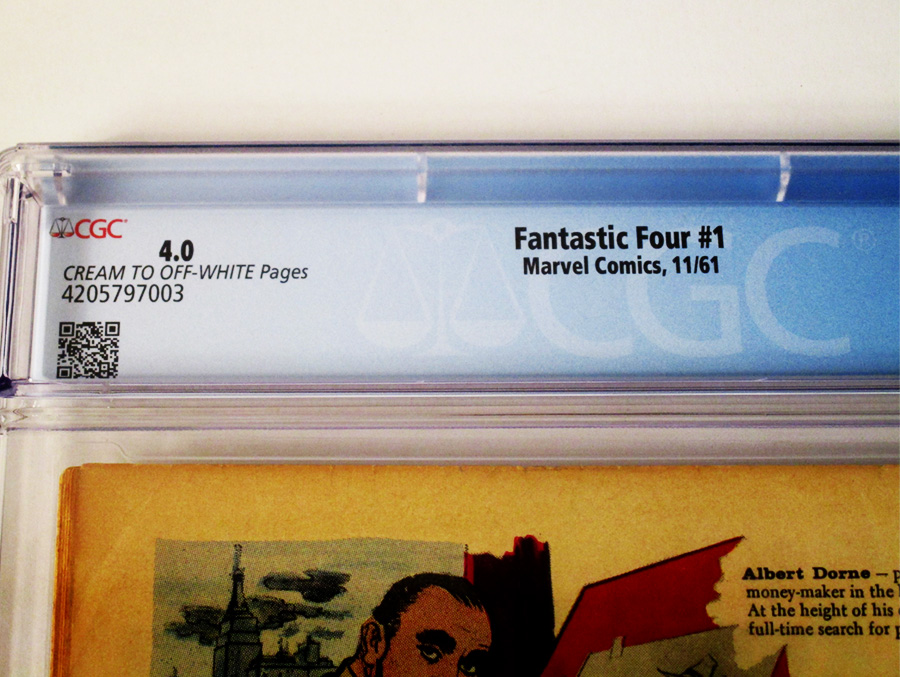 CGC®
4.0
CREAM TO OFF-WHITE Pages
4205797003
Fantastic Four #1
Marvel Comics, 11/61
CGC®
Albert Dorne –
money-maker in the
At the height of his
full-time search for